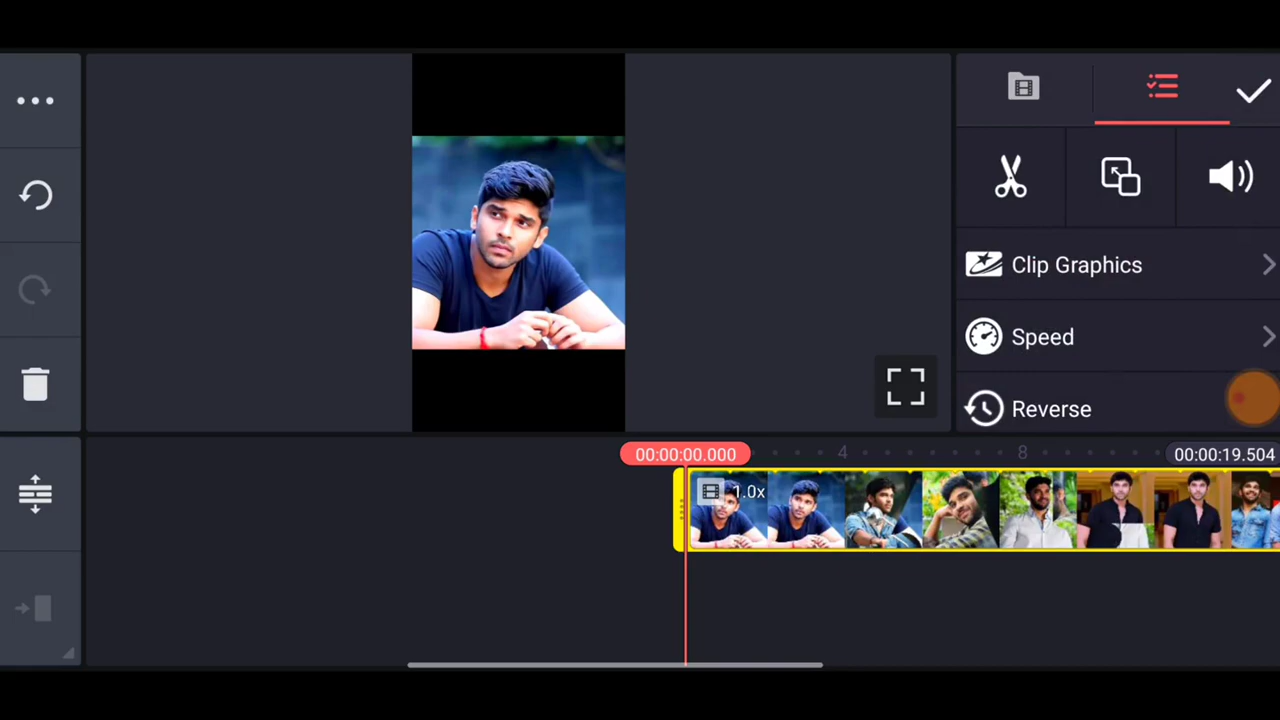 Clip Graphics
Speed
Reverse
00:00:00.000
4
8
00:00:19.504
1.0x